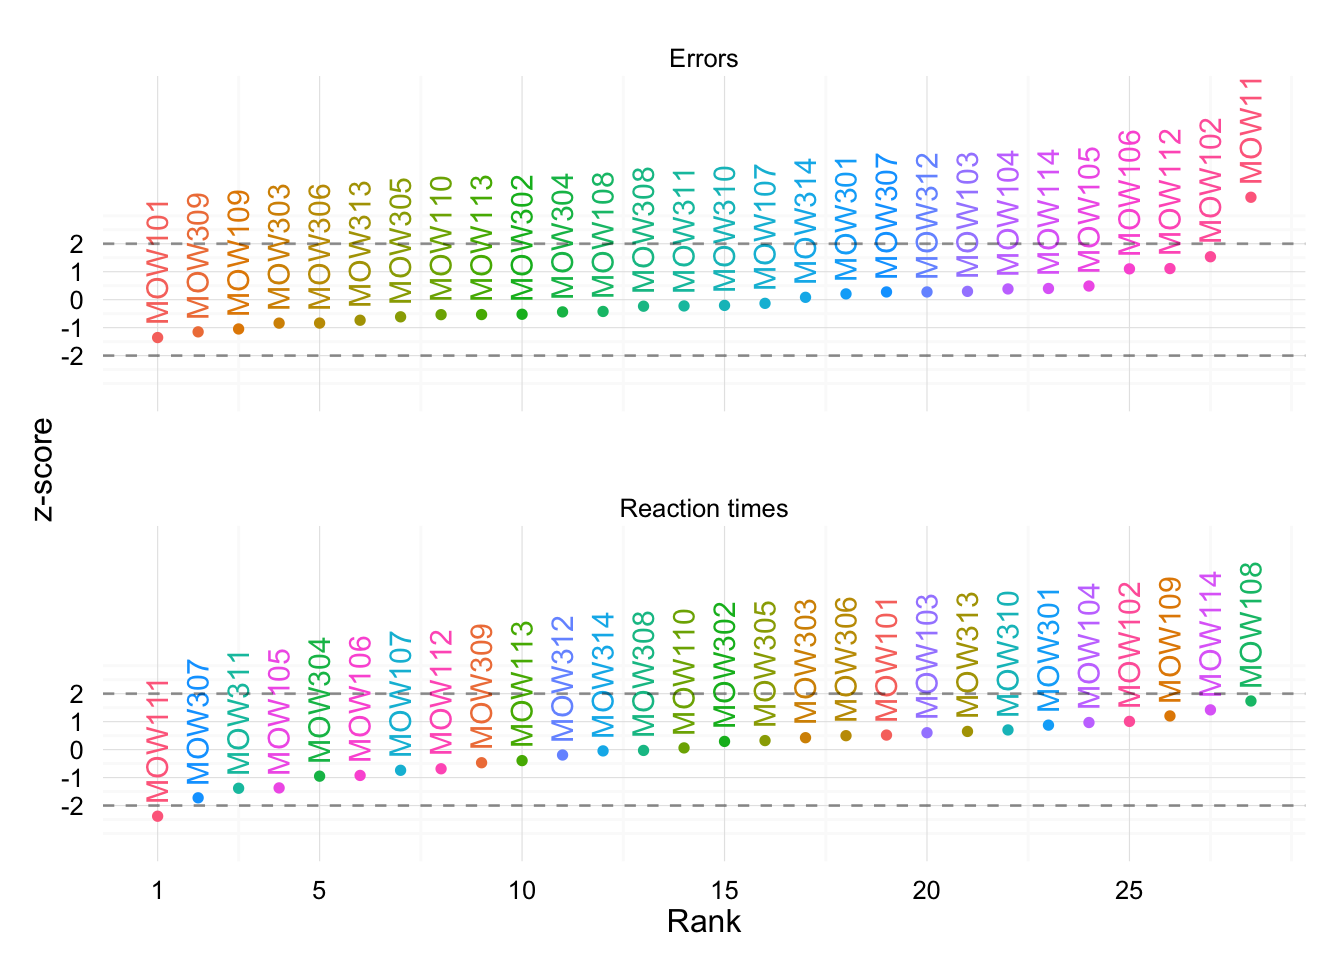 Errors
MOW101 MOW309 MOW109 MOW303 MOW306 MOW313 MOW305 MOW110 MOW113 MOW302 MOW304 MOW108 MOW308 MOW311 MOW310 MOW107 MOW314 MOW301 MOW307 MOW312 MOW103 MOW104 MOW114 MOW105 MOW106 MOW112 MOW102 MOW11
2
1
0
-1
-2
z-score
Reaction times
MOW111 MOW307 MOW311 MOW105 MOW304 MOW106 MOW107 MOW112 MOW309 MOW113 MOW312 MOW314 MOW308 MOW110 MOW302 MOW305 MOW303 MOW306 MOW101 MOW103 MOW313 MOW310 MOW301 MOW104 MOW102 MOW109 MOW114 MOW108
2
1
0
-1
-2
1 5 10 15 20 25
Rank